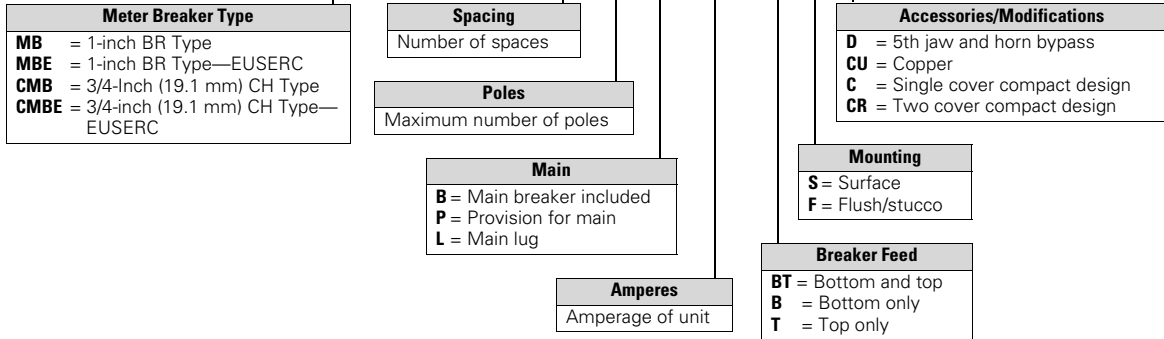 Meter Breaker Type
MB = 1-inch BR Type
MBE = 1-inch BR Type—EUSERC
CMB = 3/4-Inch (19.1 mm) CH Type
CMBE = 3/4-inch (19.1 mm) CH Type—
EUSERC
Spacing
Number of spaces
Poles
Maximum number of poles
Main
B = Main breaker included
P = Provision for main
L = Main lug
Amperes
Amperage of unit
Accessories/Modifications
D = 5th jaw and horn bypass
CU = Copper
C = Single cover compact design
CR = Two cover compact design
Mounting
S = Surface
F = Flush/stucco
Breaker Feed
BT = Bottom and top
B = Bottom only
T = Top only